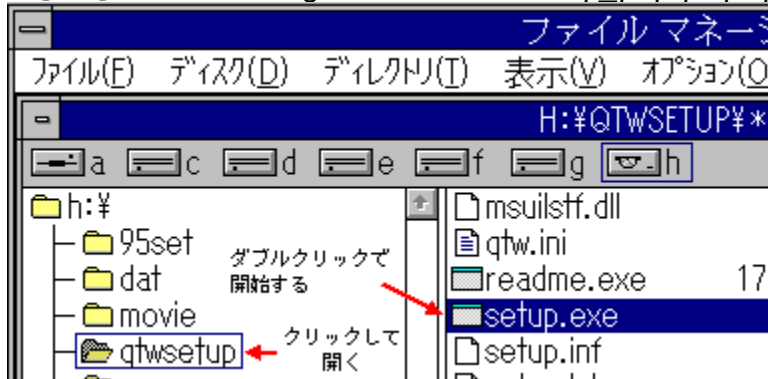 ファイル マネージ
ファイル(F) ディスク(D) ディレクトリ(T) 表示(V) オプション(O
H:¥QTWSETUP¥*
a c d e f g h
h:¥
95set
dat
movie
qtwsetup
ダブルクリックで
開始する
クリックして
開く
msuilstf.dll
qtw.ini
readme.exe 17
setup.exe
setup.inf